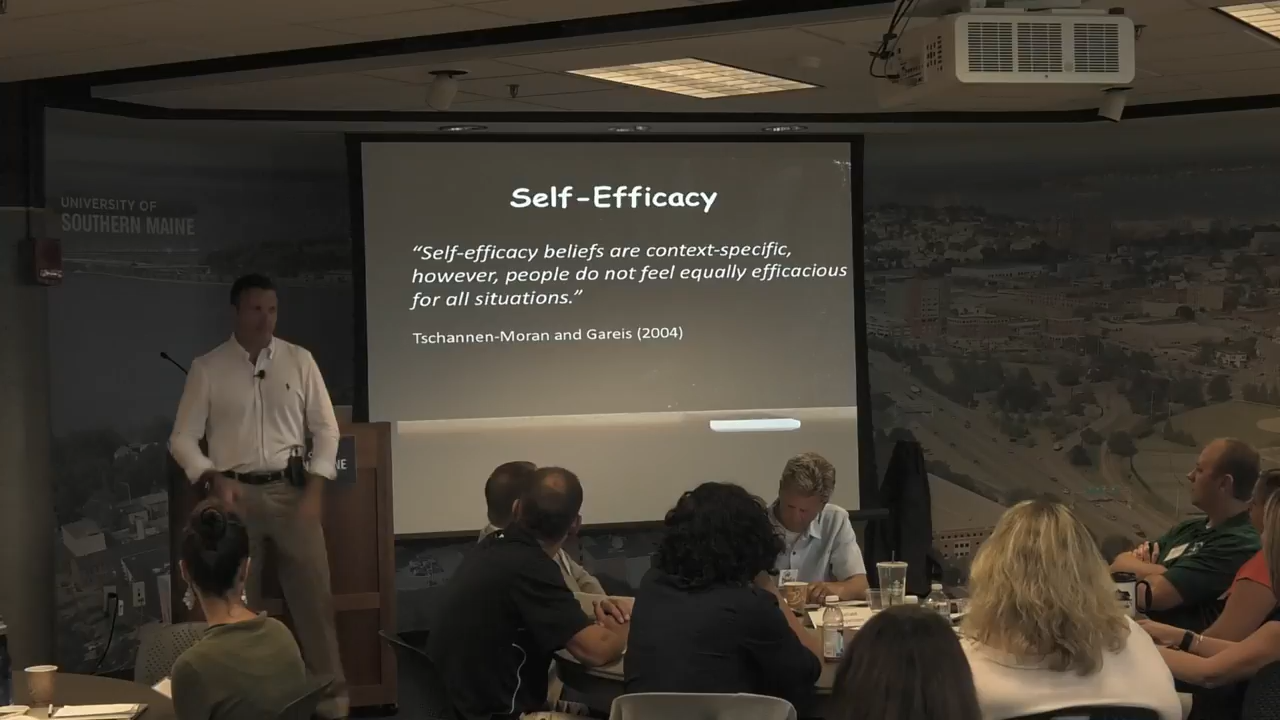 UNIVERSITY OF
SOUTHERN MAINE
Self-Efficacy
“Self-efficacy beliefs are context-specific,
however, people do not feel equally efficacious
for all situations.”
Tschannen-Moran and Gareis (2004)